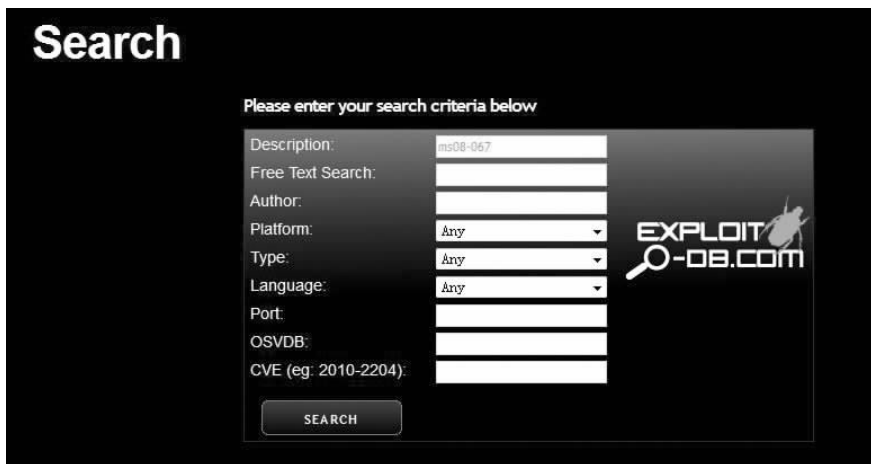 Search
Please enter your search criteria below
Description: ms08-067
Free Text Search:
Author:
Platform: Any
Type: Any
Language: Any
Port:
OSVDB:
CVE (eg: 2010-2204):
EXPLOIT
-DB.COM
SEARCH